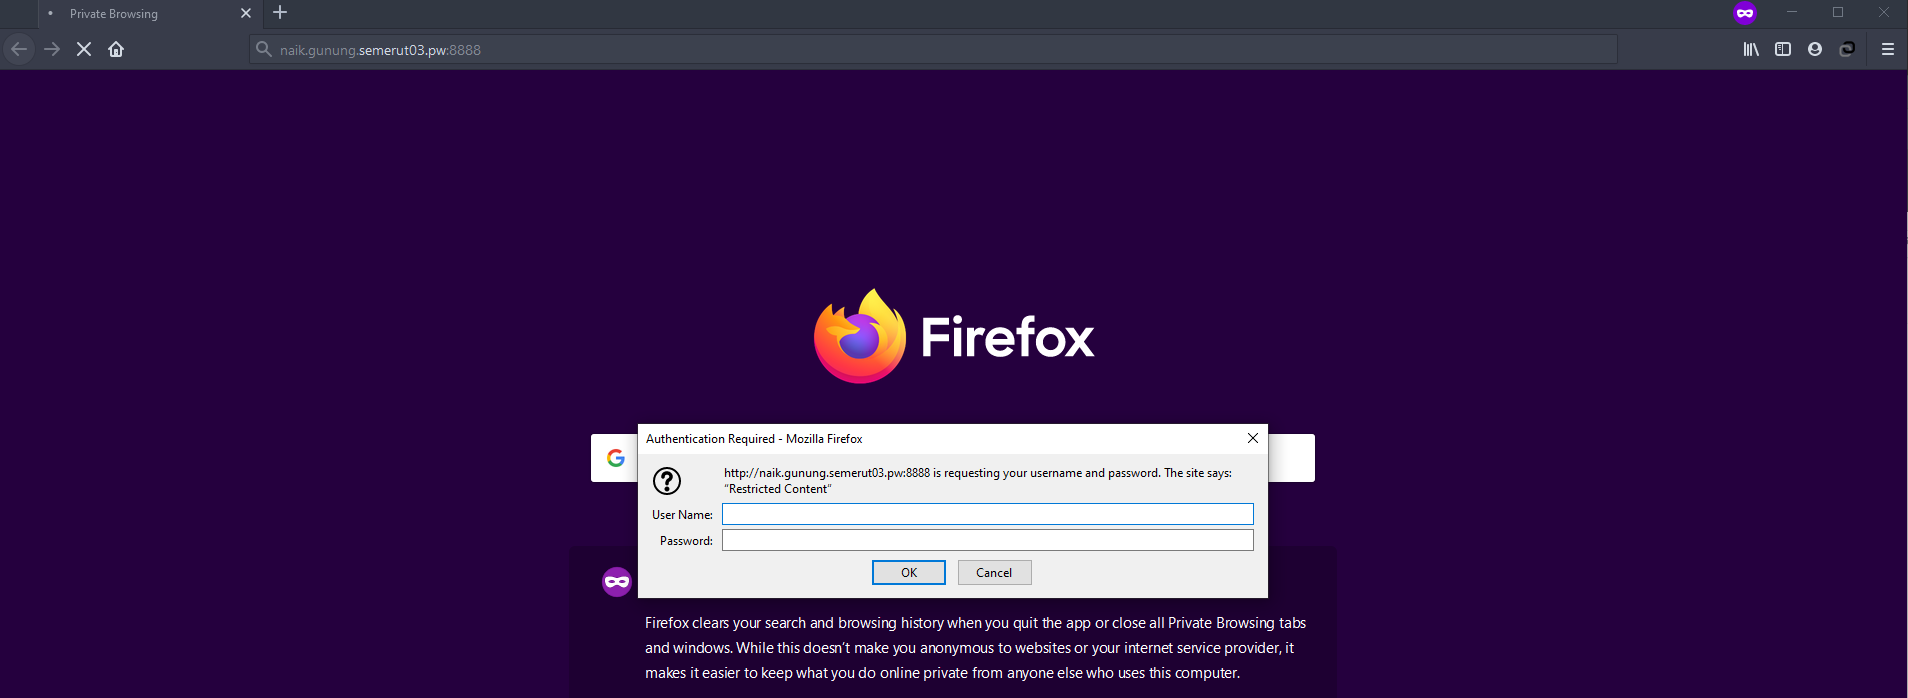 Private Browsing
naik.gunung.semerut03.pw:8888
Firefox
Authentication Required - Mozilla Firefox
http://naik.gunung.semerut03.pw:8888 is requesting your username and password. The site says:
“Restricted Content”
User Name:
Password:
OK
Cancel
Firefox clears your search and browsing history when you quit the app or close all Private Browsing tabs
and windows. While this doesn’t make you anonymous to websites or your internet service provider, it
makes it easier to keep what you do online private from anyone else who uses this computer.